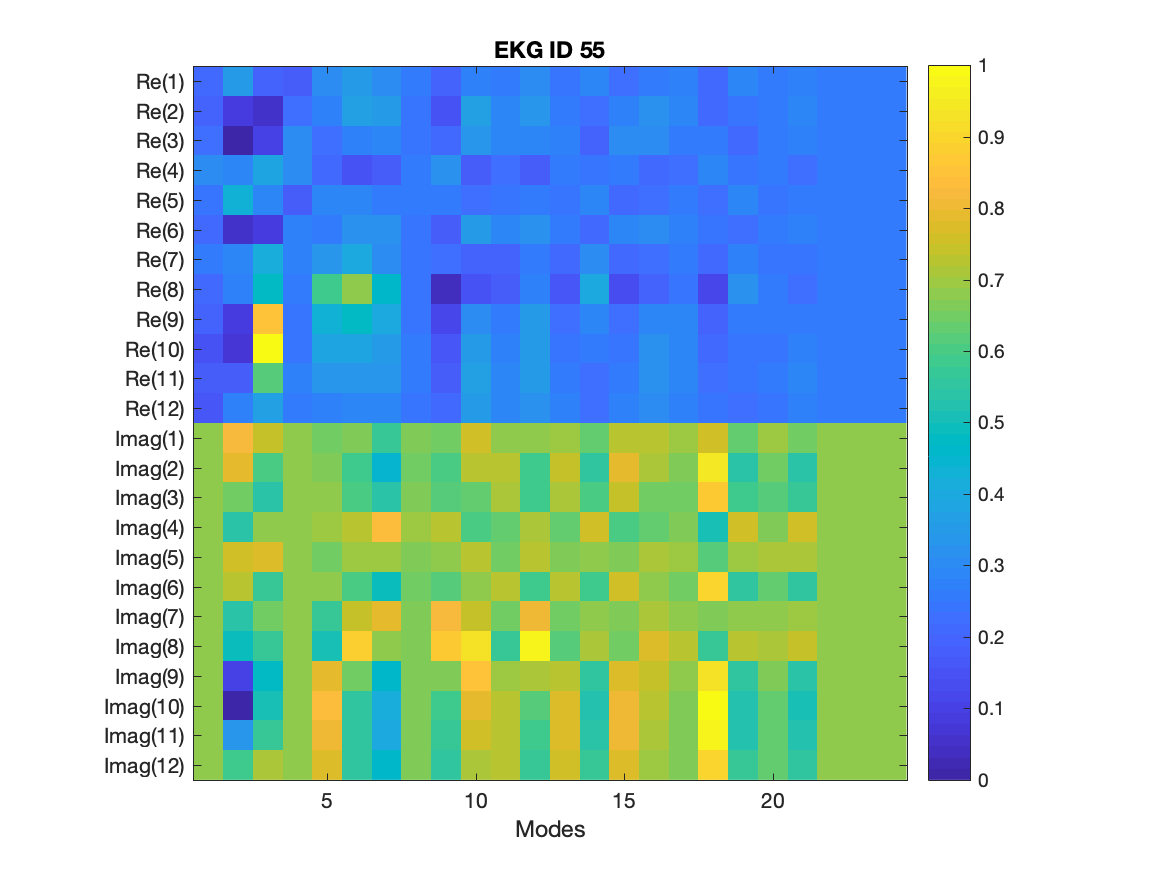 EKG ID 55
Re(1)
Re(2)
Re(3)
Re(4)
Re(5)
Re(6)
Re(7)
Re(8)
Re(9)
Re(10)
Re(11)
Re(12)
Imag(1)
Imag(2)
Imag(3)
Imag(4)
Imag(5)
Imag(6)
Imag(7)
Imag(8)
Imag(9)
Imag(10)
Imag(11)
Imag(12)
5 10 15 20
Modes
1
0.9
0.8
0.7
0.6
0.5
0.4
0.3
0.2
0.1
0